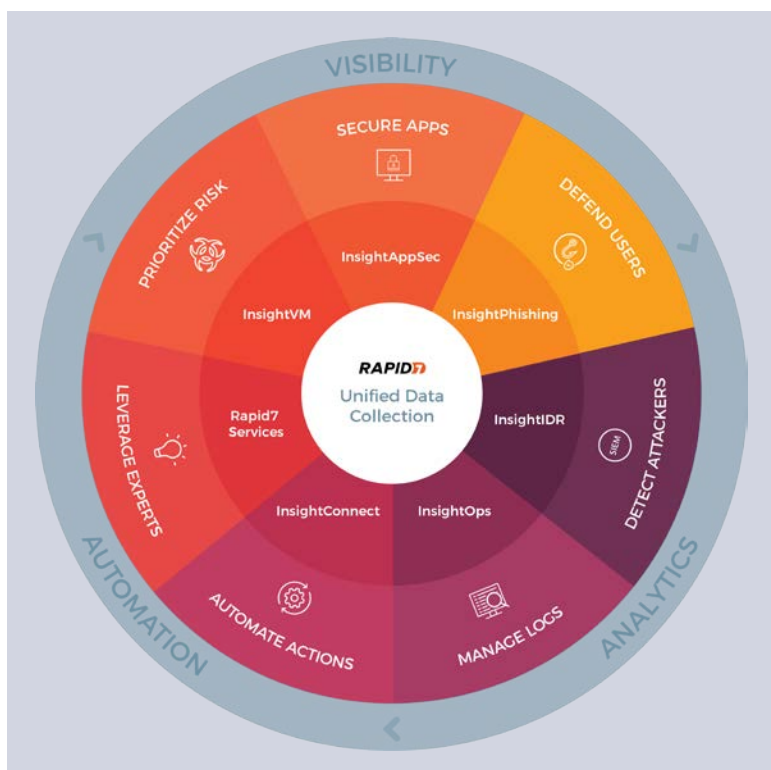 VISIBILITY
SECURE APPS
DEFEND USERS
PRIORITIZE RISK
InsightAppSec
InsightVM
InsightPhishing
RAPID7
Unified Data
Collection
Rapid7
Services
InsightIDR
LEVERAGE EXPERTS
SIEM
DETECT ATTACKERS
InsightConnect
InsightOps
AUTOMATE ACTIONS
MANAGE LOGS
AUTOMATION
ANALYTICS